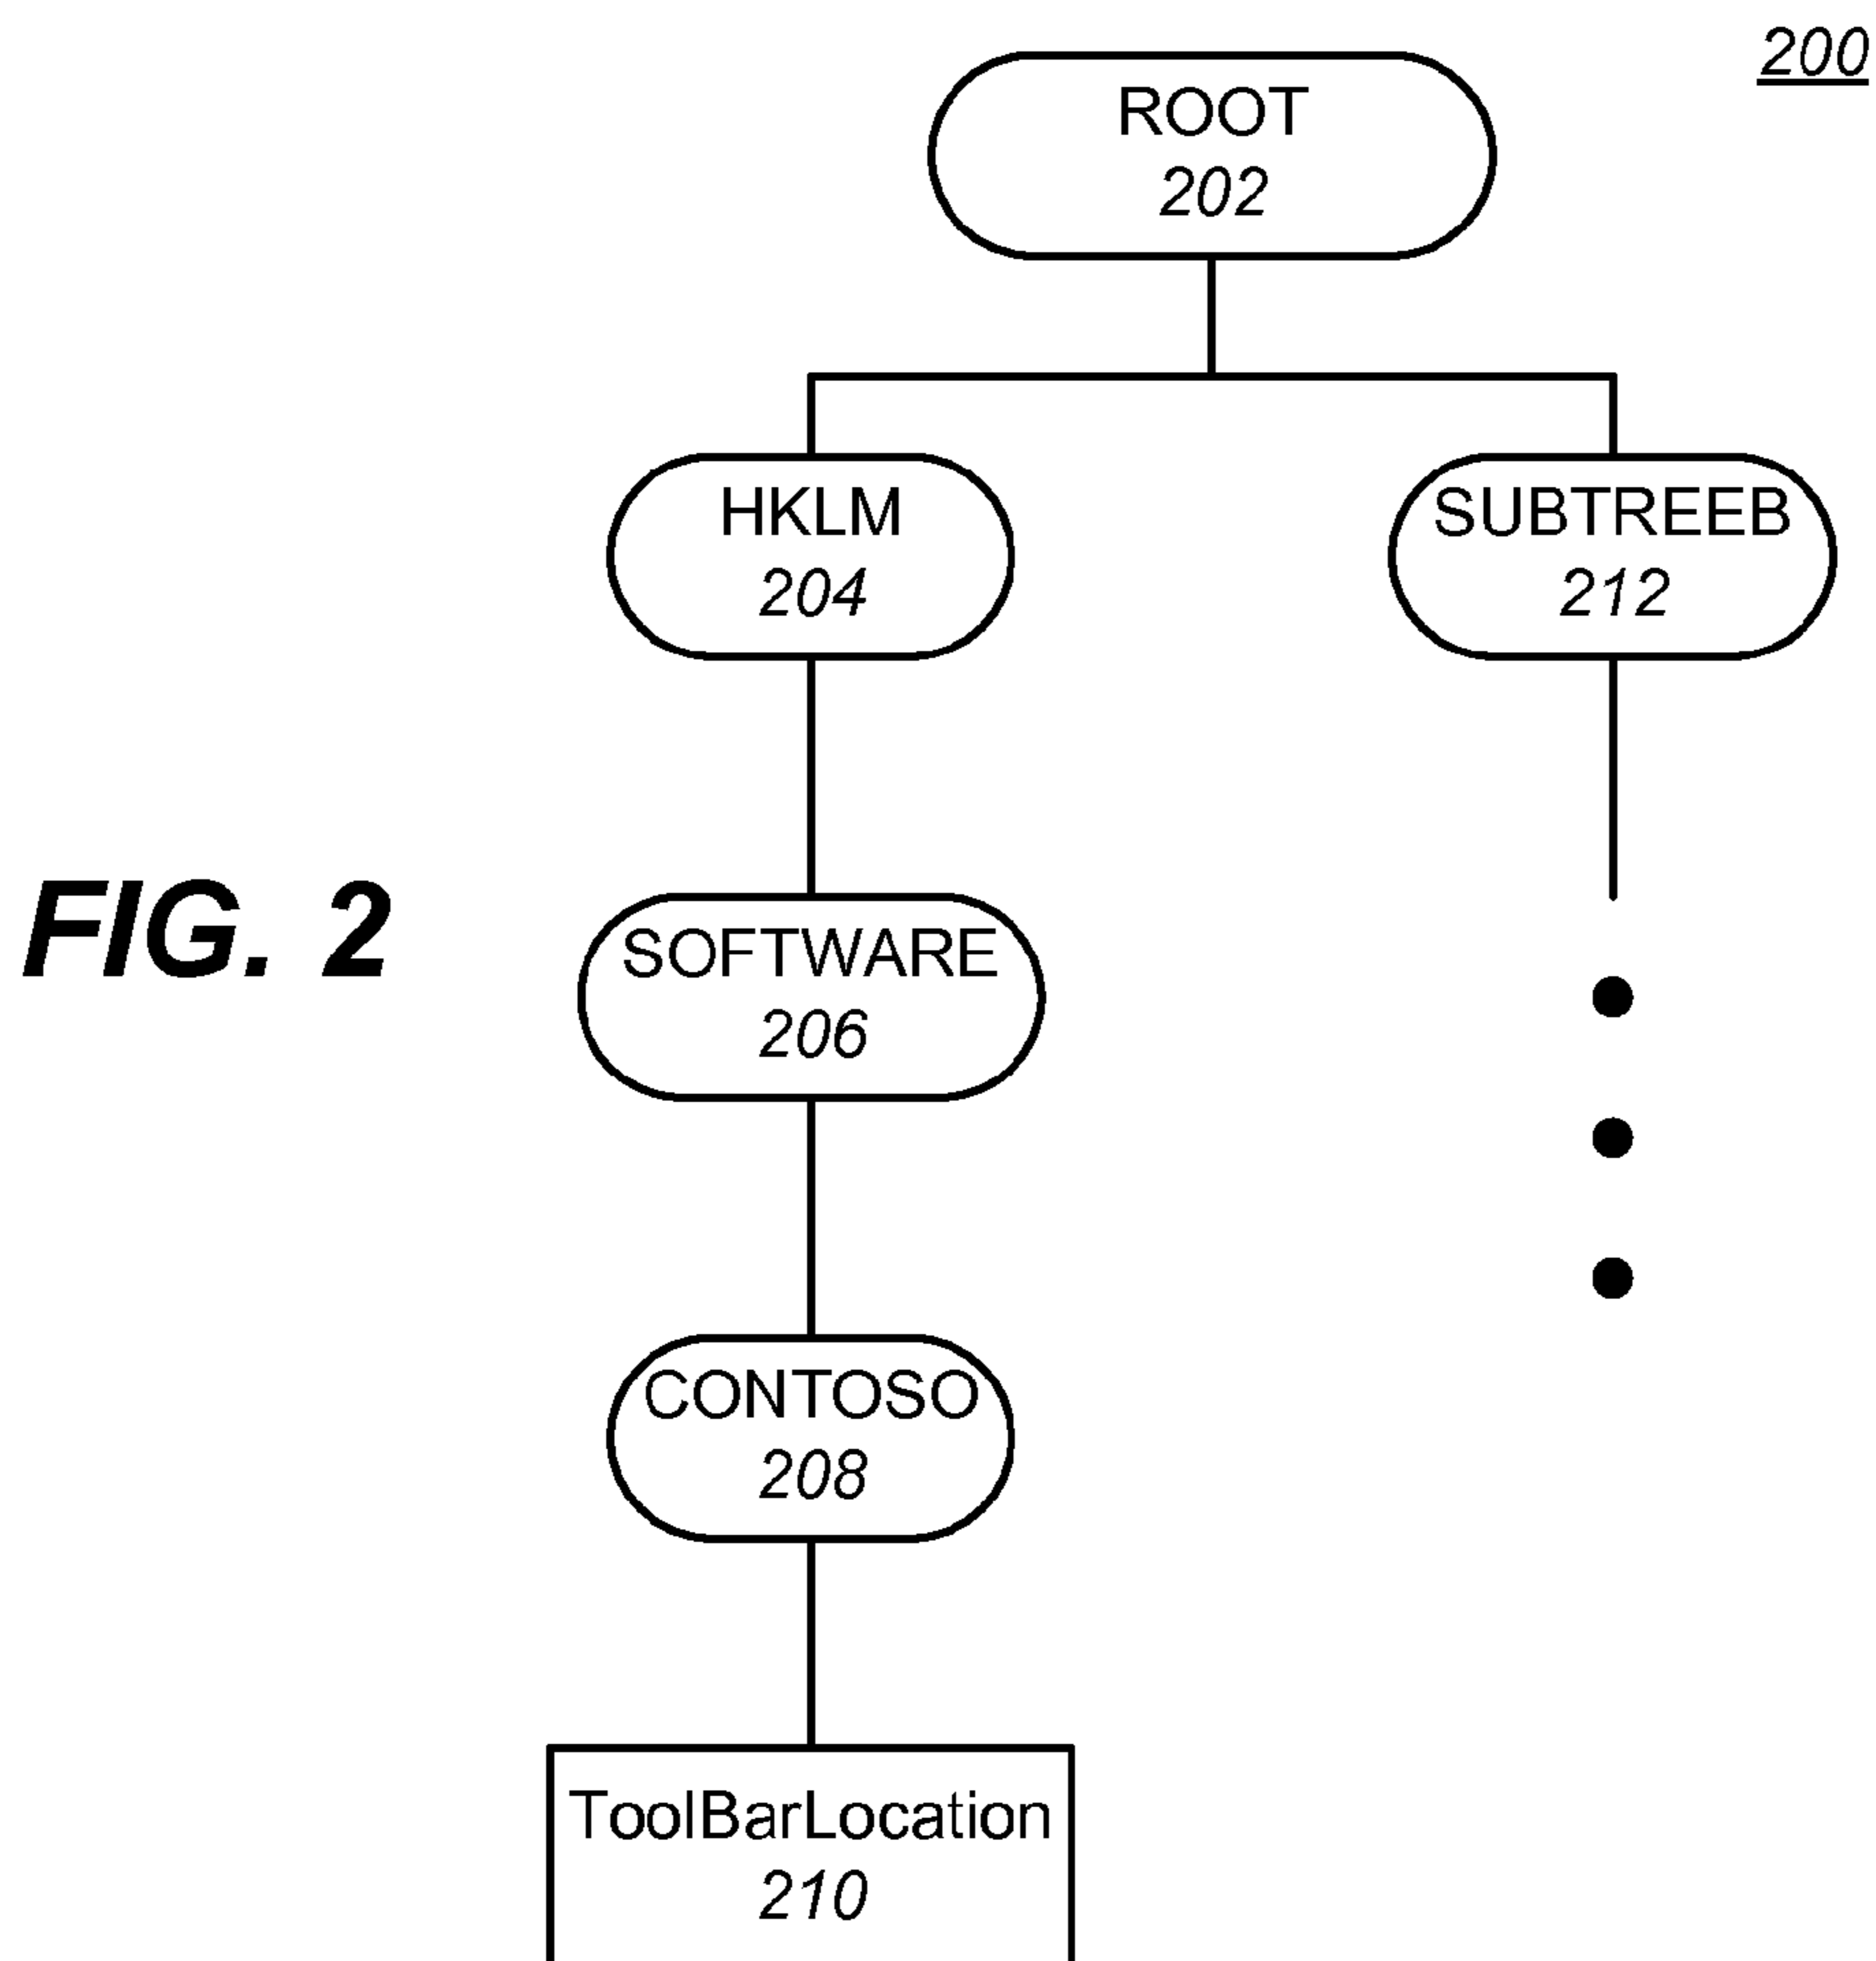 200
ROOT
202
HKLM
204
SUBTREEB
212
FIG. 2
SOFTWARE
206
CONTOSO
208
ToolBarLocation
210